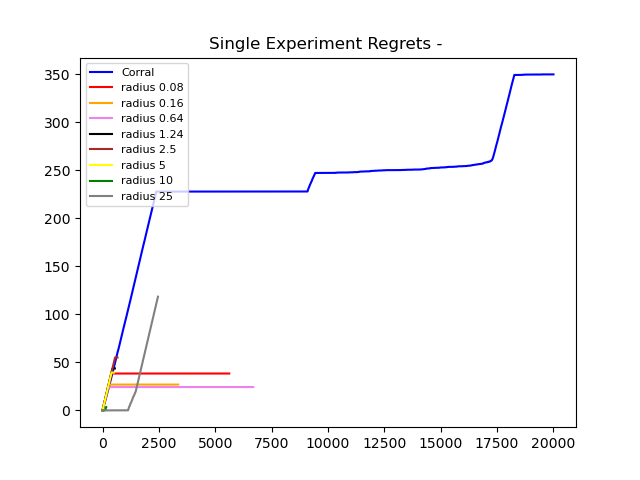 Single Experiment Regrets -
350
300
250
200
150
100
50
0
Corral
radius 0.08
radius 0.16
radius 0.64
radius 1.24
radius 2.5
radius 5
radius 10
radius 25
0 2500 5000 7500 10000 12500 15000 17500 20000